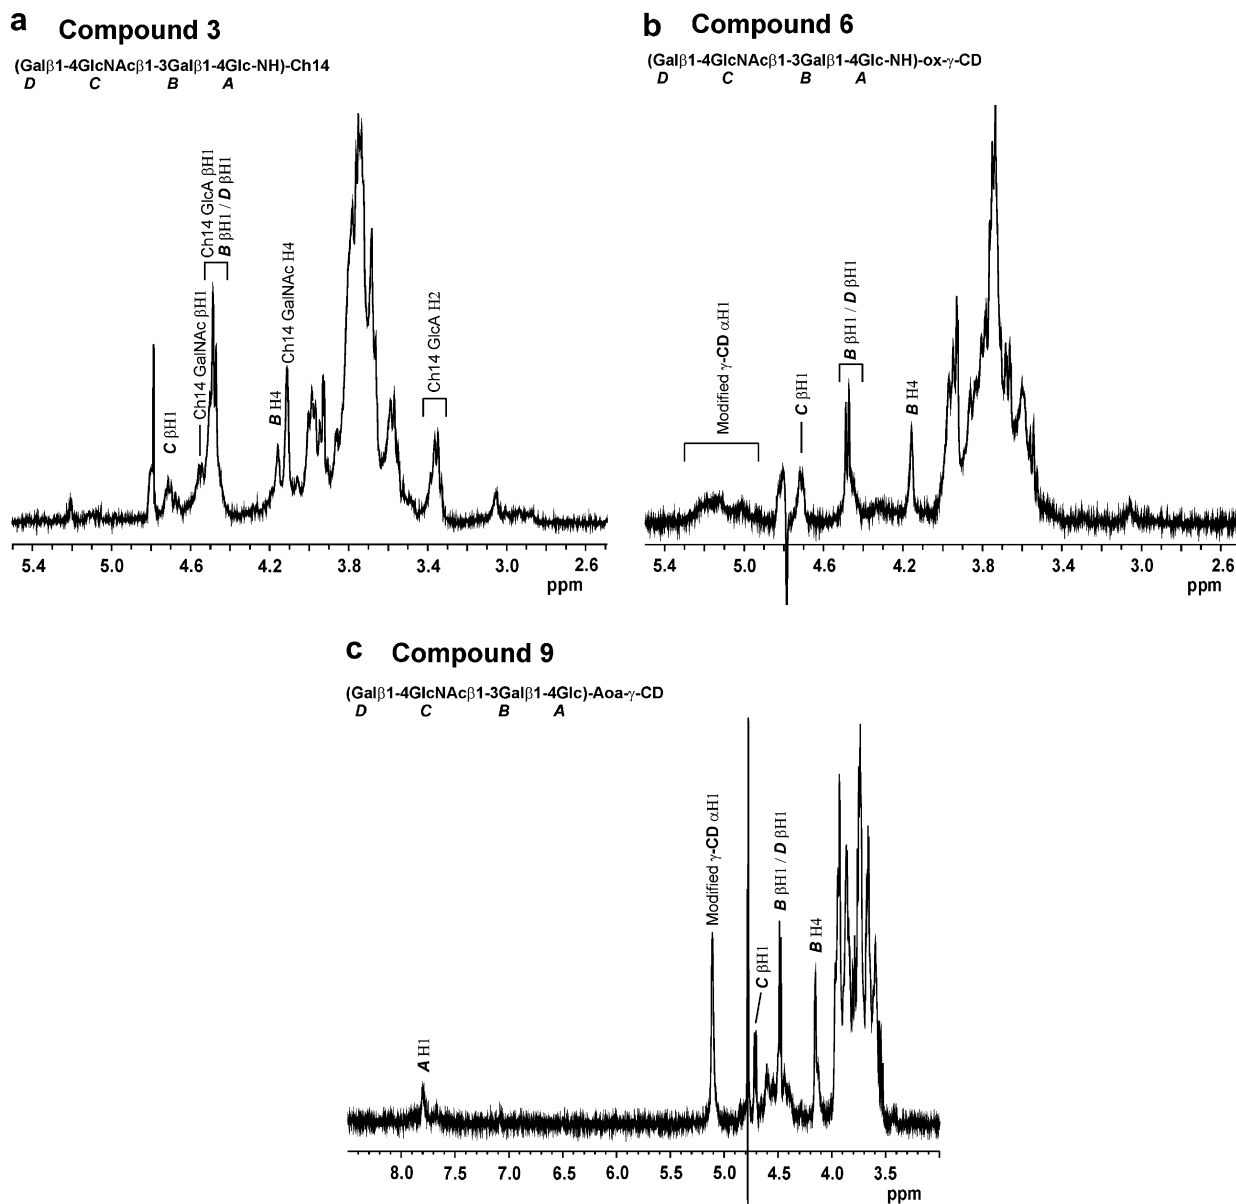 a Compound 3
(Galβ1-4GlcNAcβ1-3Galβ1-4Glc-NH)-Ch14
D C B A
C βH1
Ch14 GalNAc βH1
Ch14 GlcA βH1
B βH1 / D βH1
B H4
Ch14 GalNAc H4
Ch14 GlcA H2
5.4 5.0 4.6 4.2 3.8 3.4 3.0 2.6
ppm
b Compound 6
(Galβ1-4GlcNAcβ1-3Galβ1-4Glc-NH)-ox-γ-CD
D C B A
Modified γ-CD αH1
C βH1
B βH1 / D βH1
B H4
5.4 5.0 4.6 4.2 3.8 3.4 3.0 2.6
ppm
c Compound 9
(Galβ1-4GlcNAcβ1-3Galβ1-4Glc)-Aoa-γ-CD
D C B A
A H1
Modified γ-CD αH1
C βH1
B βH1 / D βH1
B H4
8.0 7.5 7.0 6.5 6.0 5.5 5.0 4.5 4.0 3.5
ppm